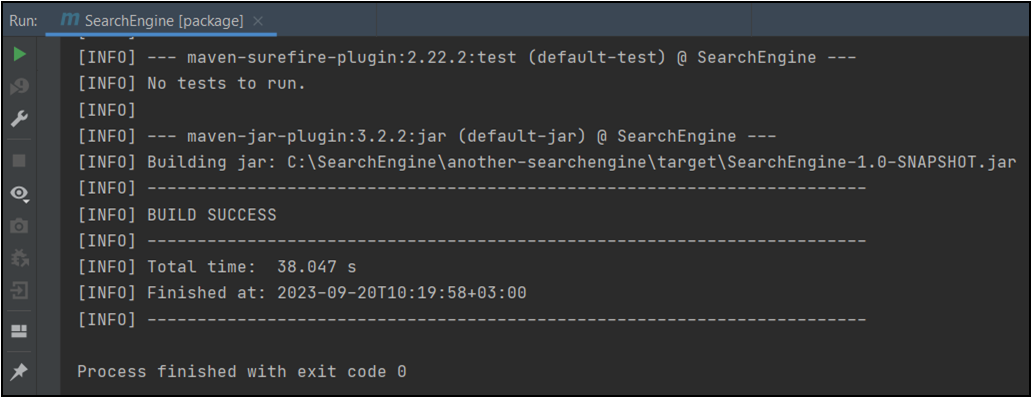 Run: m SearchEngine [package] ×
[INFO] --- maven-surefire-plugin:2.22.2:test (default-test) @ SearchEngine ---
[INFO] No tests to run.
[INFO]
[INFO] --- maven-jar-plugin:3.2.2:jar (default-jar) @ SearchEngine ---
[INFO] Building jar: C:\SearchEngine\another-searchengine\target\SearchEngine-1.0-SNAPSHOT.jar
[INFO] ------------------------------------------------------------------------
[INFO] BUILD SUCCESS
[INFO] ------------------------------------------------------------------------
[INFO] Total time:  38.047 s
[INFO] Finished at: 2023-09-20T10:19:58+03:00
[INFO] ------------------------------------------------------------------------
Process finished with exit code 0